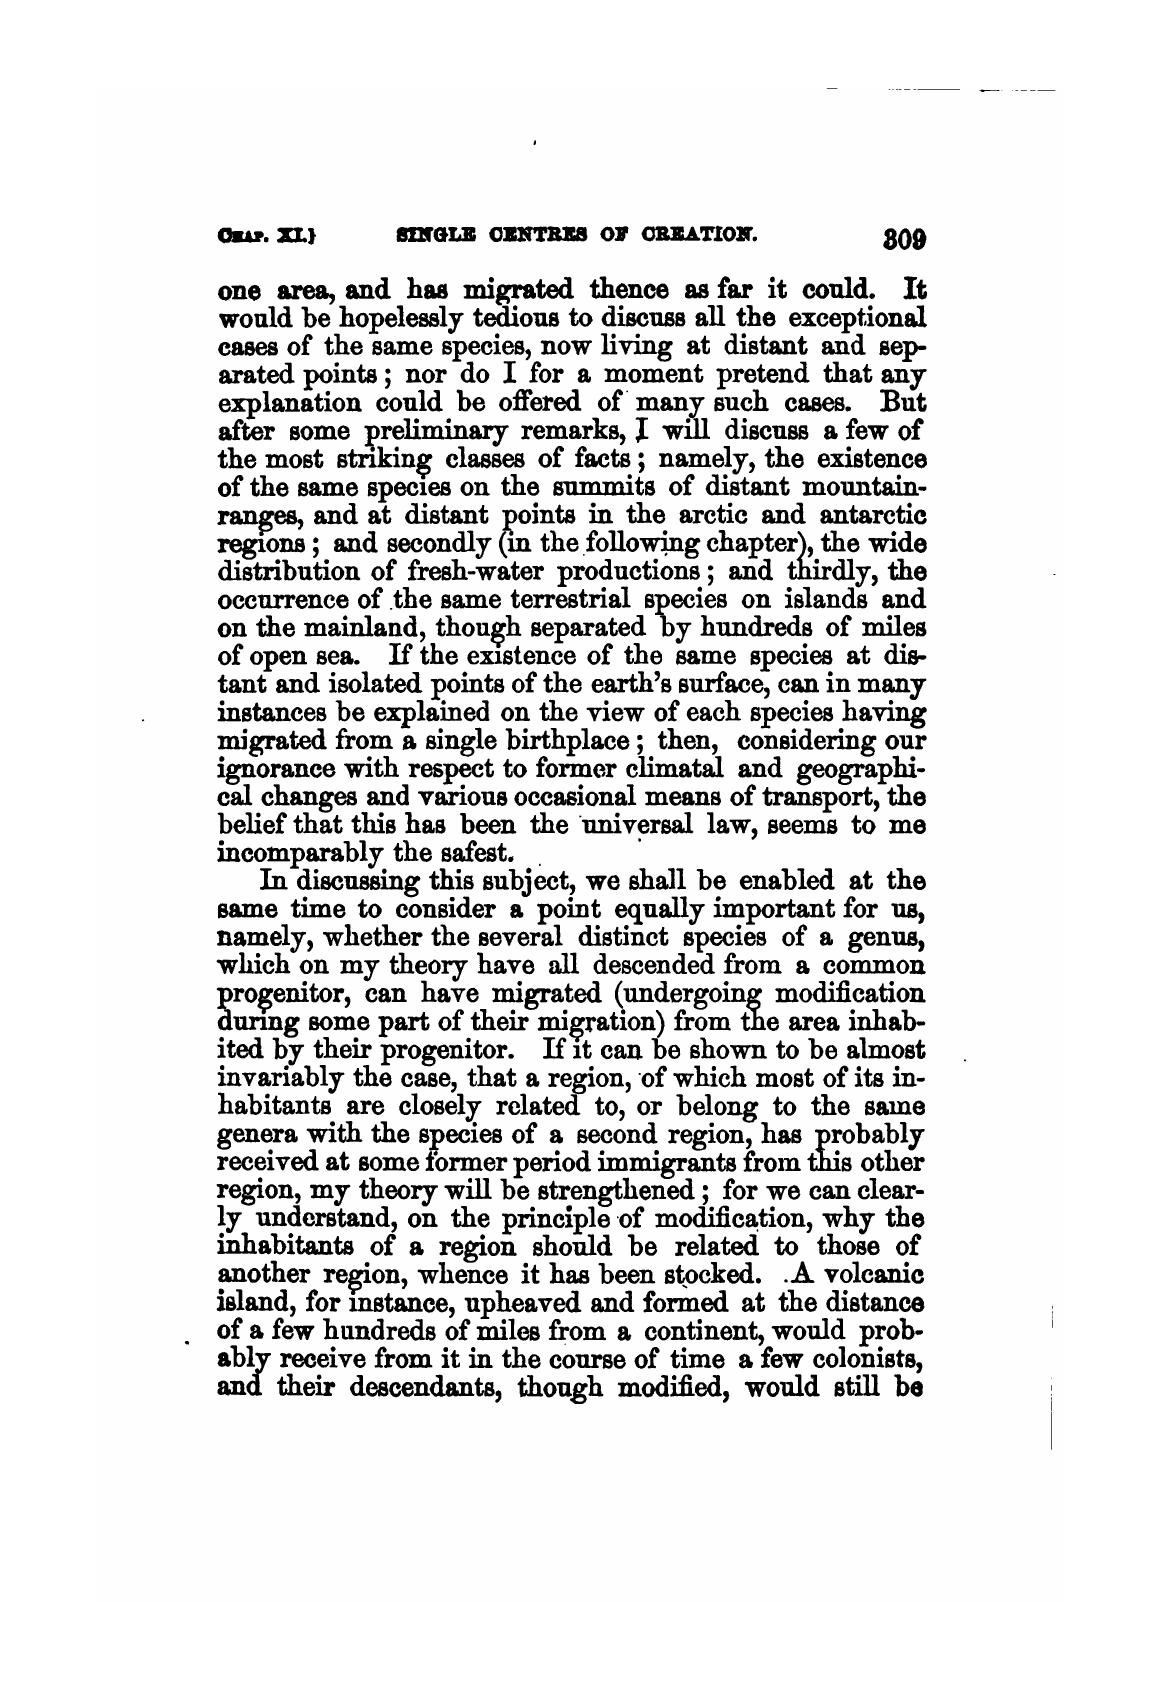 CHAP. XI.} SINGLE CENTRES OF CREATION. 309
one area, and has migrated thence as far it could. It
would be hopelessly tedious to discuss all the exceptional
cases of the same species, now living at distant and sep-
arated points; nor do I for a moment pretend that any
explanation could be offered of many such cases. But
after some preliminary remarks, I will discuss a few of
the most striking classes of facts; namely, the existence
of the same species on the summits of distant mountain-
ranges, and at distant points in the arctic and antarctic
regions; and secondly (in the following chapter), the wide
distribution of fresh-water productions; and thirdly, the
occurrence of the same terrestrial species on islands and
on the mainland, though separated by hundreds of miles
of open sea. If the existence of the same species at dis-
tant and isolated points of the earth's surface, can in many
instances be explained on the view of each species having
migrated from a single birthplace; then, considering our
ignorance with respect to former climatal and geographi-
cal changes and various occasional means of transport, the
belief that this has been the universal law, seems to me
incomparably the safest.
In discussing this subject, we shall be enabled at the
same time to consider a point equally important for us,
namely, whether the several distinct species of a genus,
which on my theory have all descended from a common
progenitor, can have migrated (undergoing modification
during some part of their migration) from the area inhab-
ited by their progenitor. If it can be shown to be almost
invariably the case, that a region, of which most of its in-
habitants are closely related to, or belong to the same
genera with the species of a second region, has probably
received at some former period immigrants from this other
region, my theory will be strengthened; for we can clear-
ly understand, on the principle of modification, why the
inhabitants of a region should be related to those of
another region, whence it has been stocked. A volcanic
island, for instance, upheaved and formed at the distance
of a few hundreds of miles from a continent, would prob-
ably receive from it in the course of time a few colonists,
and their descendants, though modified, would still be